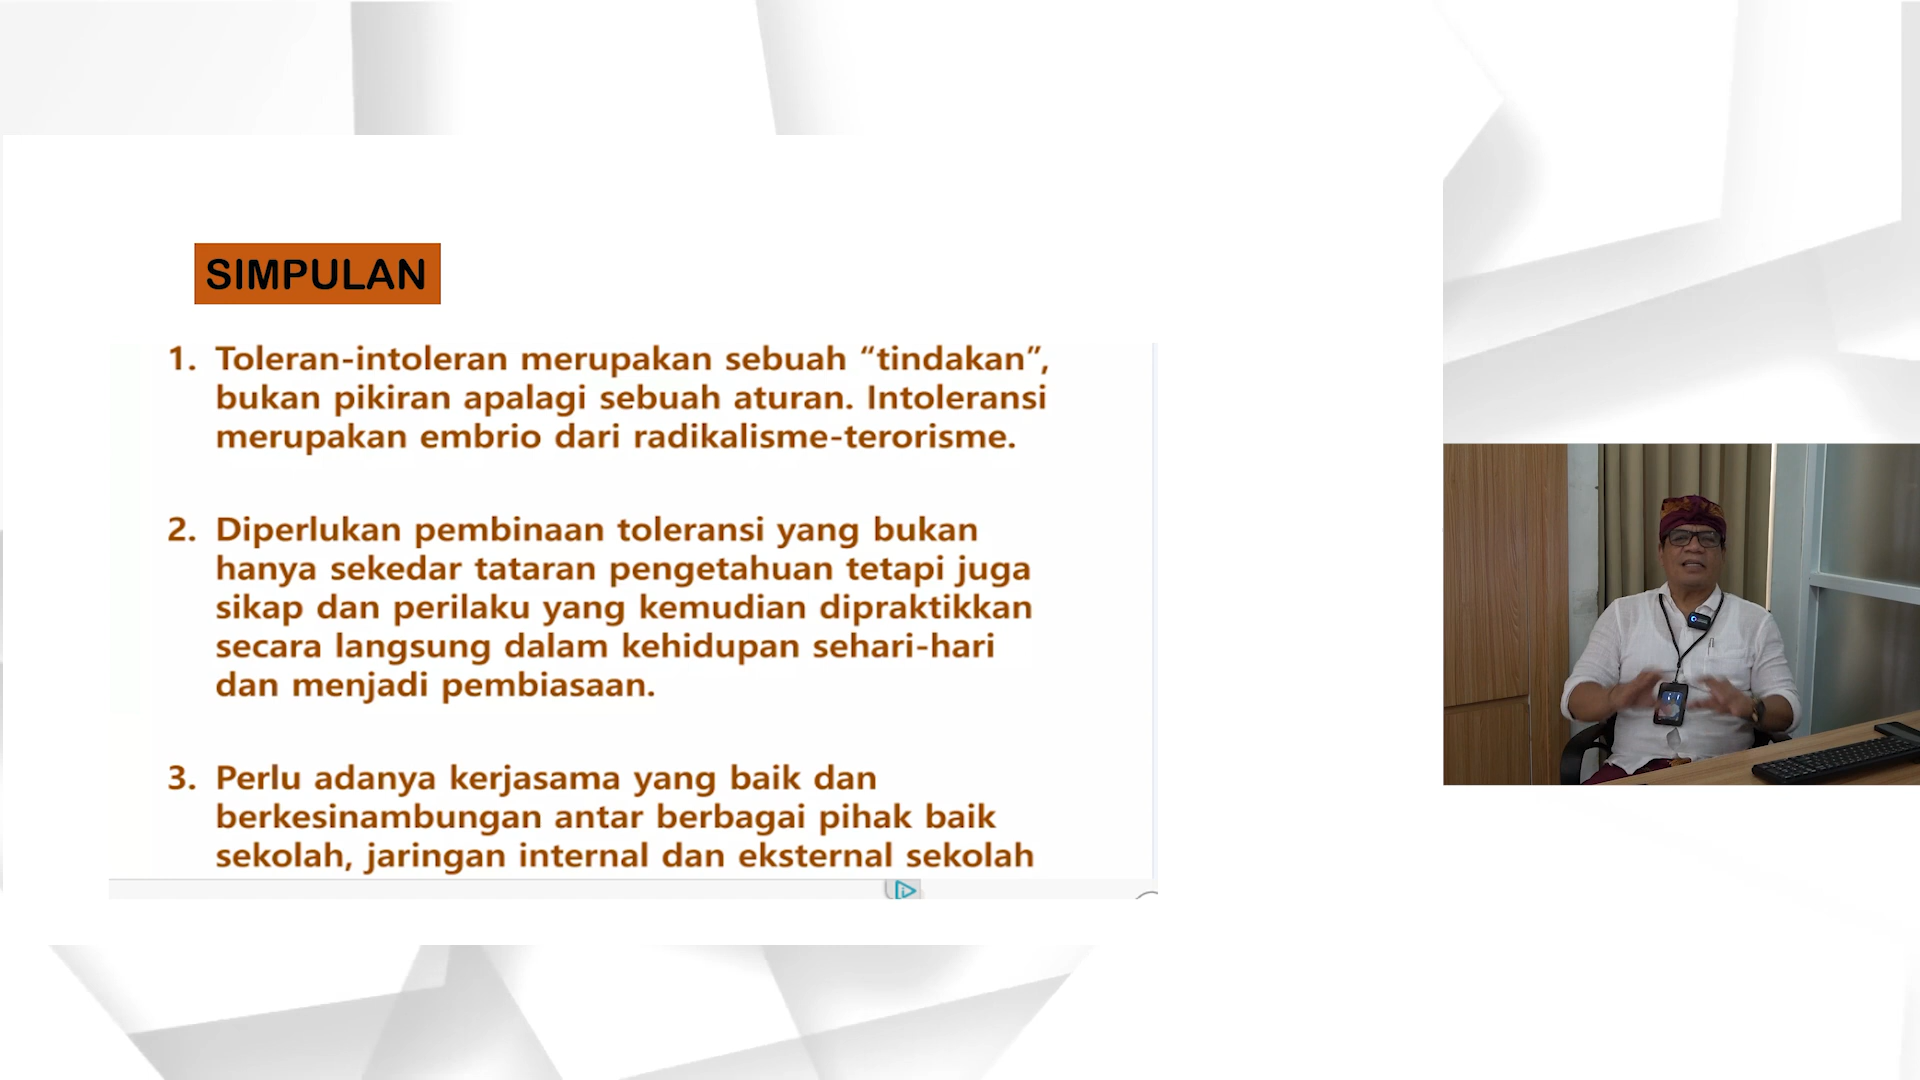 SIMPULAN
1. Toleran-intoleran merupakan sebuah “tindakan”,
bukan pikiran apalagi sebuah aturan. Intoleransi
merupakan embrio dari radikalisme-terorisme.
2. Diperlukan pembinaan toleransi yang bukan
hanya sekedar tataran pengetahuan tetapi juga
sikap dan perilaku yang kemudian dipraktikkan
secara langsung dalam kehidupan sehari-hari
dan menjadi pembiasaan.
3. Perlu adanya kerjasama yang baik dan
berkesinambungan antar berbagai pihak baik
sekolah, jaringan internal dan eksternal sekolah